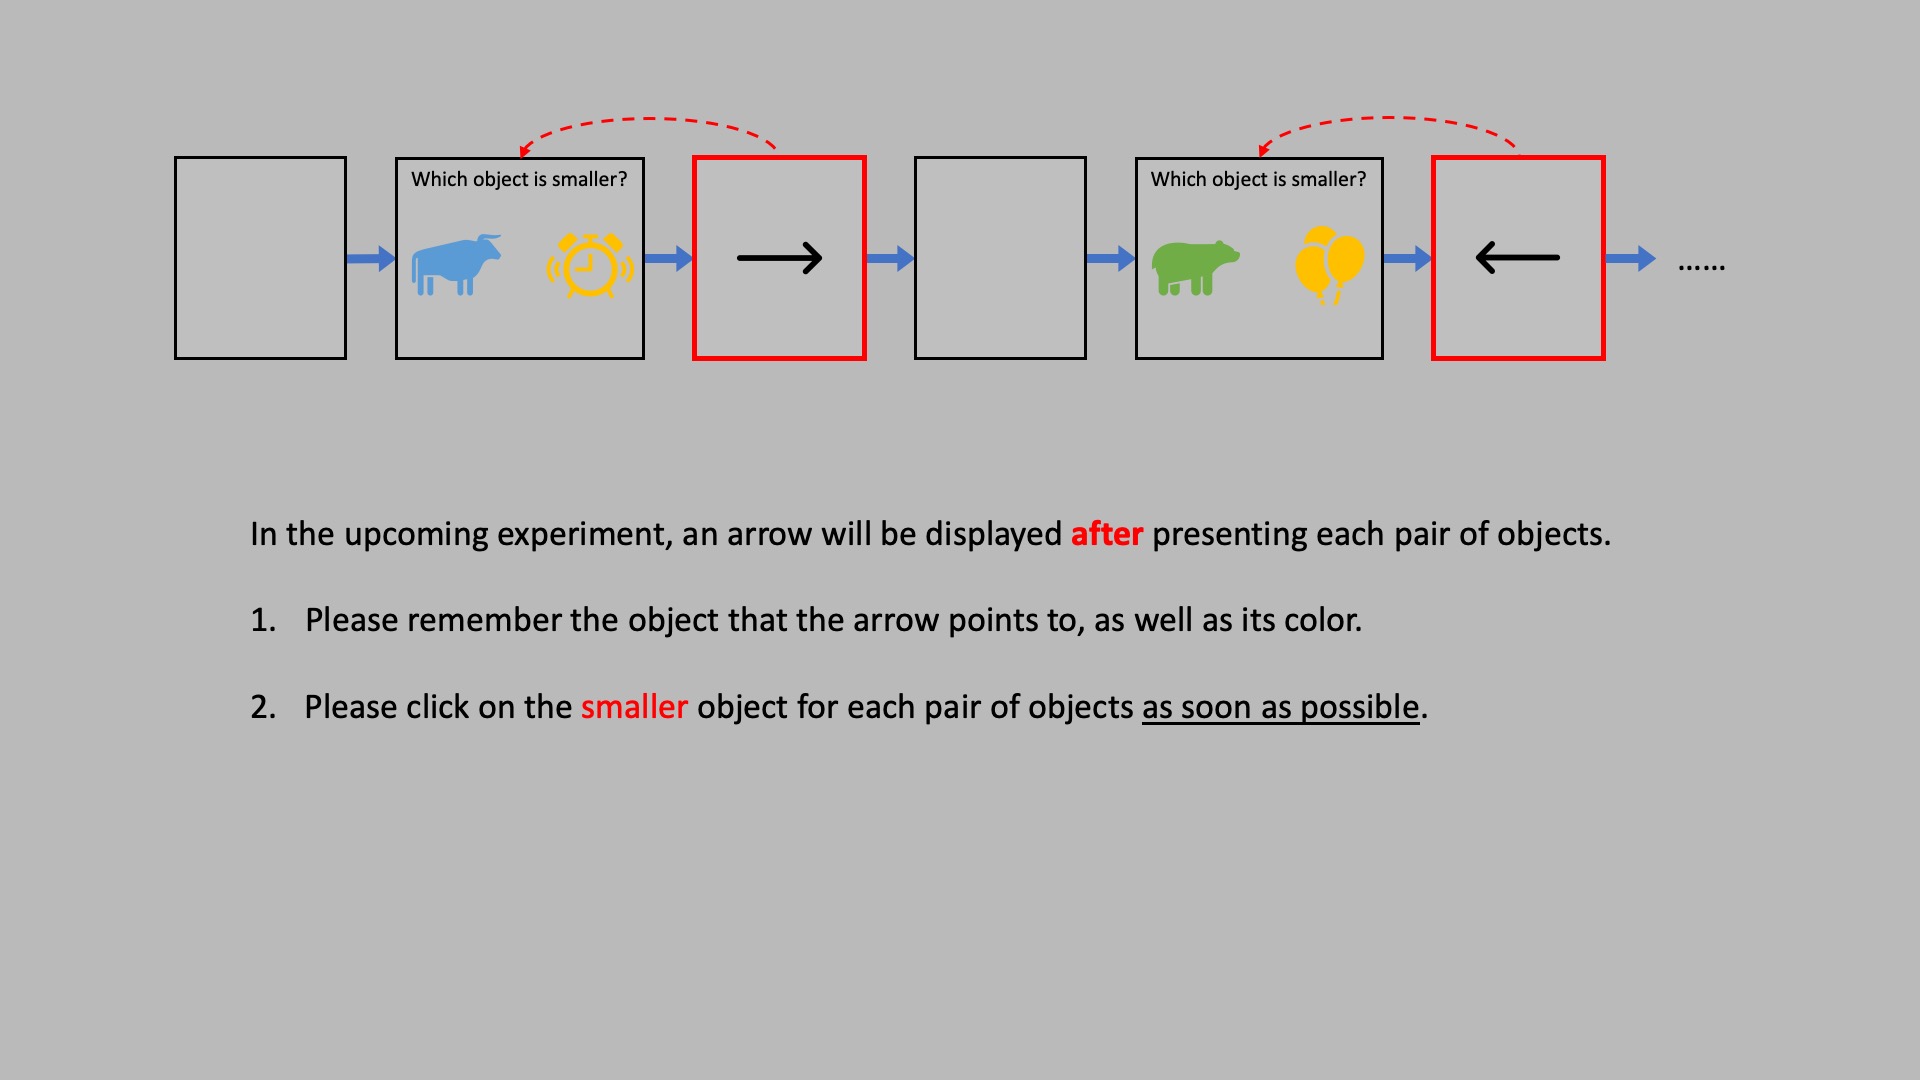 Which object is smaller?
Which object is smaller?
......
In the upcoming experiment, an arrow will be displayed after presenting each pair of objects.
1. Please remember the object that the arrow points to, as well as its color.
2. Please click on the smaller object for each pair of objects as soon as possible.